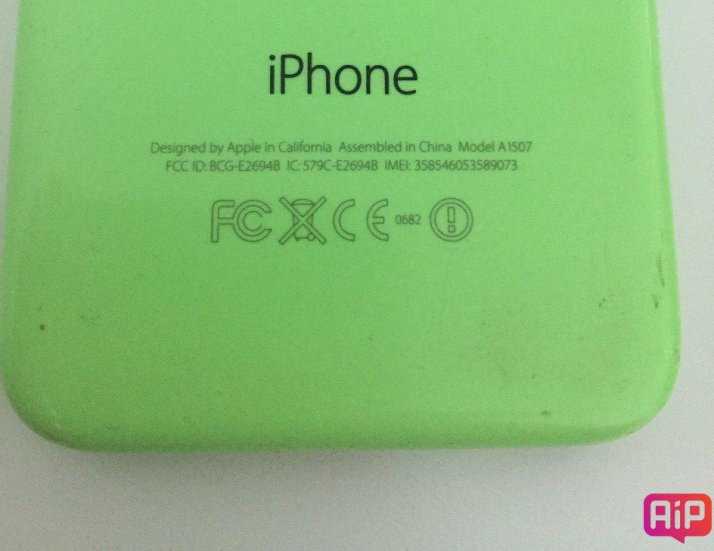 iPhone
Designed by Apple in California Assembled in China Model A1507
FCC ID: BCG-E2694B IC: 579C-E2694B IMEI: 358546053589073
FC CE 0682
AiP